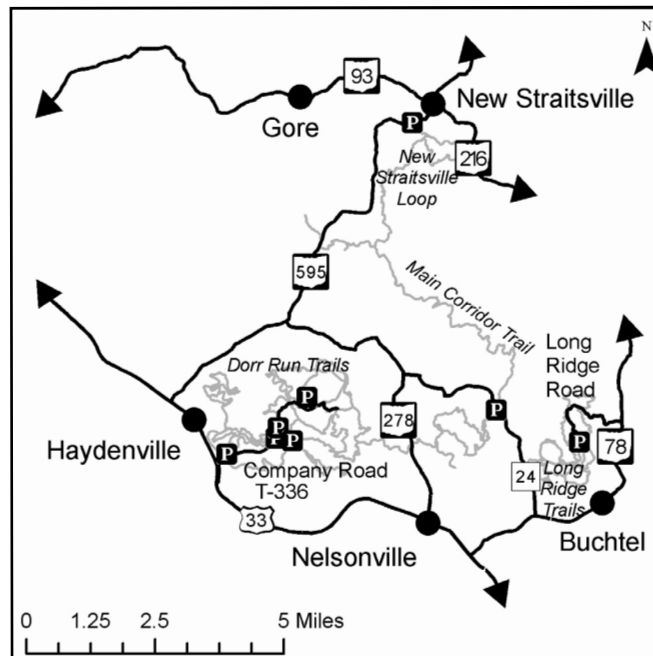 N
93
New Straitsville
Gore
P
New
Straitsville
Loop
216
595
Main Corridor Trail
Long
Ridge
Road
Dorr Run Trails
P
P
278
P
78
Haydenville
P
P
P
P
Company Road
T-336
24
Long
Ridge
Trails
33
Nelsonville
Buchtel
0 1.25 2.5 5 Miles